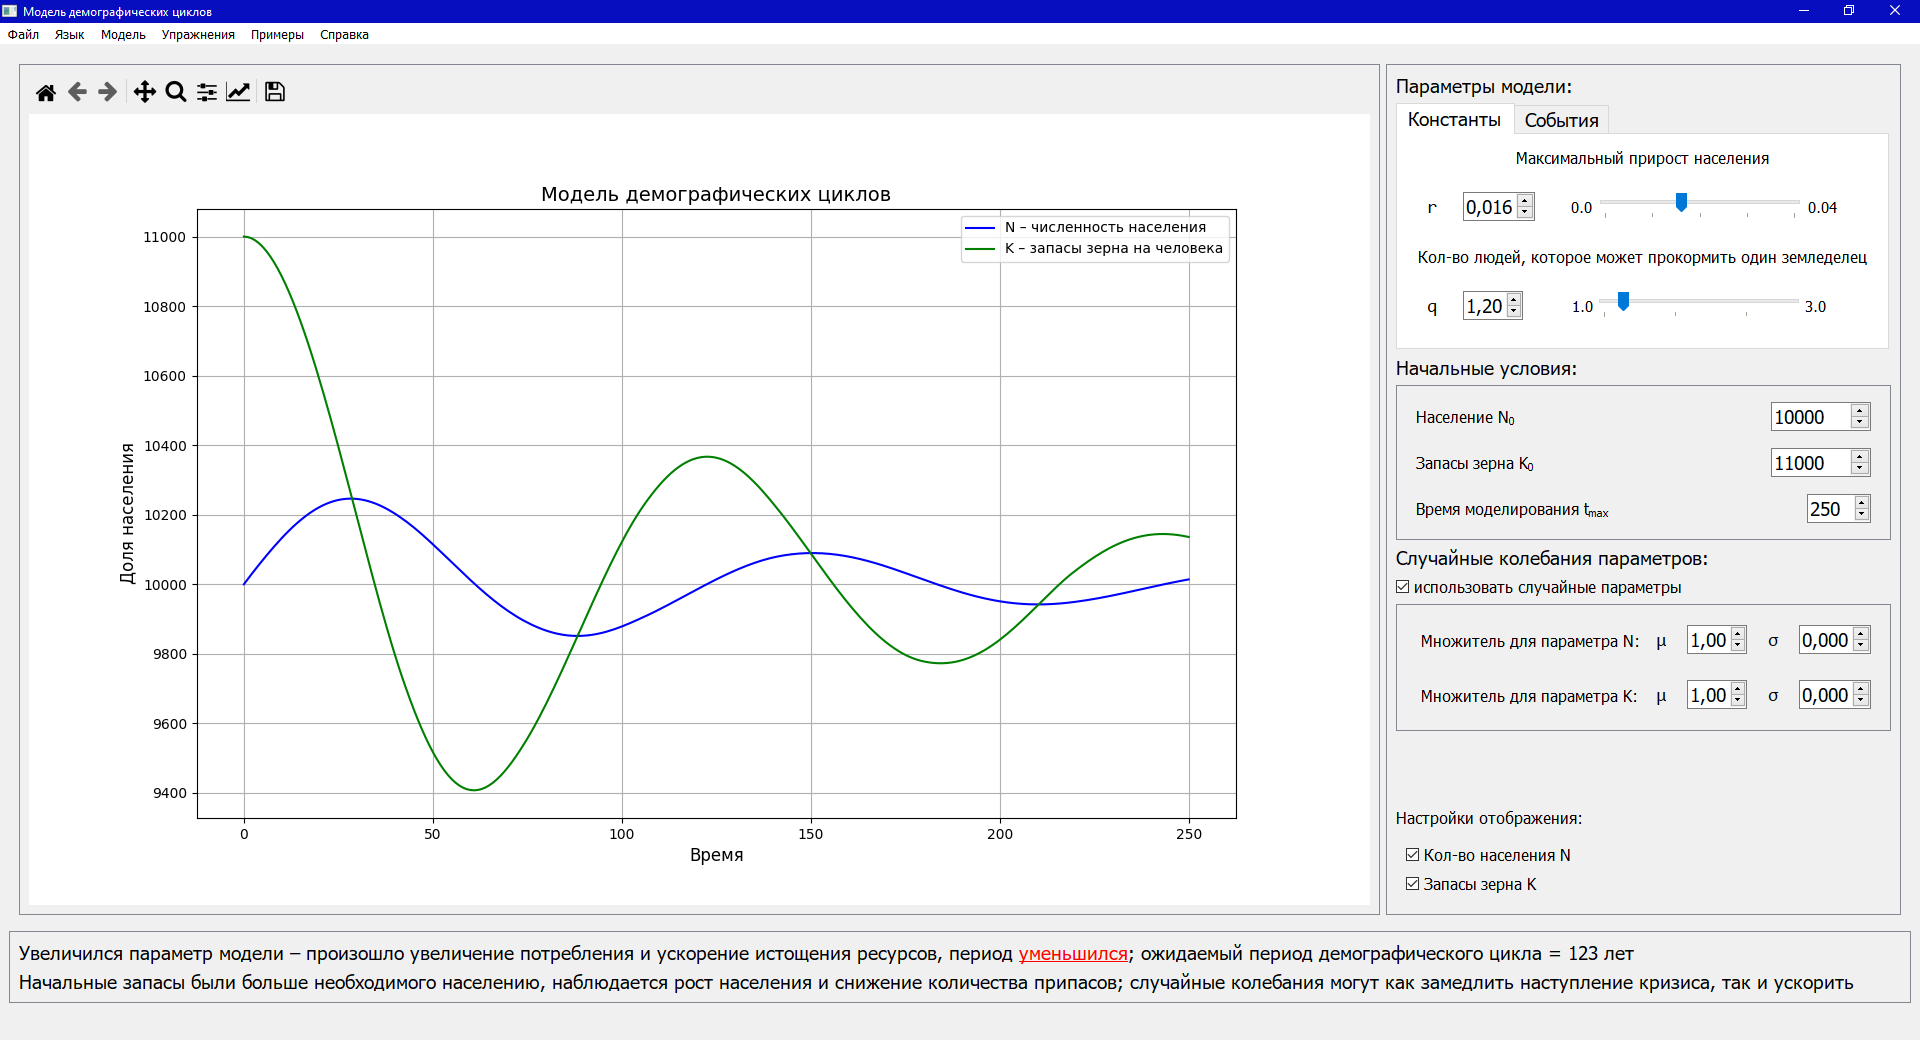 Модель демографических циклов
Файл Язык Модель Упражнения Примеры Справка
Модель демографических циклов
N – численность населения
K – запасы зерна на человека
Доля населения
11000
10800
10600
10400
10200
10000
9800
9600
9400
0 50 100 150 200 250
Время
Параметры модели:
Константы События
Максимальный прирост населения
r 0,016 0.0 0.04
Кол-во людей, которое может прокормить один земледелец
q 1,20 1.0 3.0
Начальные условия:
Население N₀ 10000
Запасы зерна K₀ 11000
Время моделирования tmax 250
Случайные колебания параметров:
использовать случайные параметры
Множитель для параметра N: μ 1,00 σ 0,000
Множитель для параметра K: μ 1,00 σ 0,000
Настройки отображения:
Кол-во населения N
Запасы зерна K
Увеличился параметр модели – произошло увеличение потребления и ускорение истощения ресурсов, период уменьшился; ожидаемый период демографического цикла = 123 лет
Начальные запасы были больше необходимого населению, наблюдается рост населения и снижение количества припасов; случайные колебания могут как замедлить наступление кризиса, так и ускорить